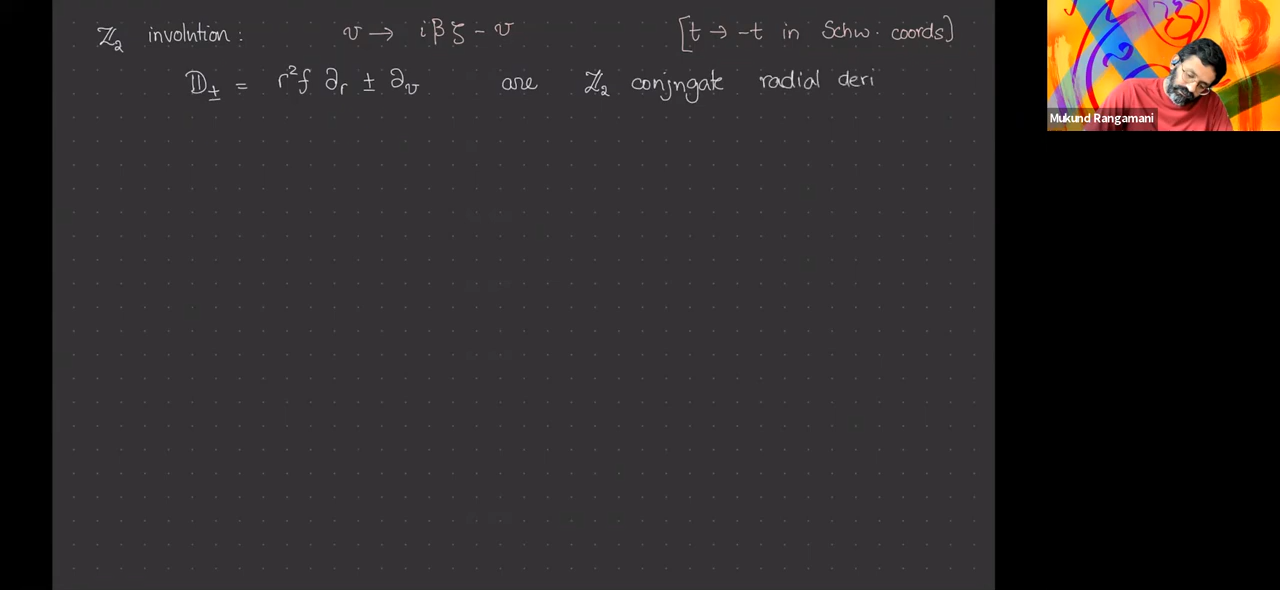 ℤ₂ involution : v → iβζ - v [t → -t in Schw. coords]
𝔻± = r²f ∂ᵣ ± ∂ᵥ are ℤ₂ conjugate radial deri
Mukund Rangamani